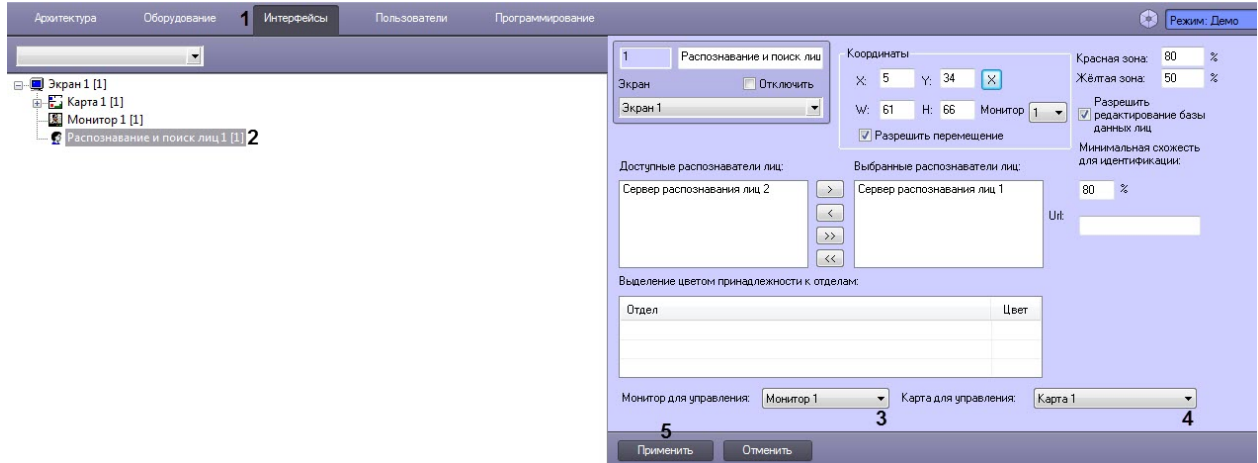 Архитектура Оборудование 1 Интерфейсы Пользователи Программирование Режим: Демо
Экран 1 [1]
Карта 1 [1]
Монитор 1 [1]
Распознавание и поиск лиц 1 [1] 2
1 Распознавание и поиск лиц
Экран Отключить
Экран 1
Координаты
X: 5 Y: 34 X
W: 61 H: 66 Монитор 1
Разрешить перемещение
Красная зона: 80 %
Жёлтая зона: 50 %
Разрешить
редактирование базы
данных лиц
Минимальная схожесть
для идентификации:
80 %
Url:
Доступные распознаватели лиц: Выбранные распознаватели лиц:
Сервер распознавания лиц 2 > Сервер распознавания лиц 1
<
>>
<<
Выделение цветом принадлежности к отделам:
Отдел Цвет
Монитор для управления: Монитор 1 Карта для управления: Карта 1
3 4
5
Применить Отменить